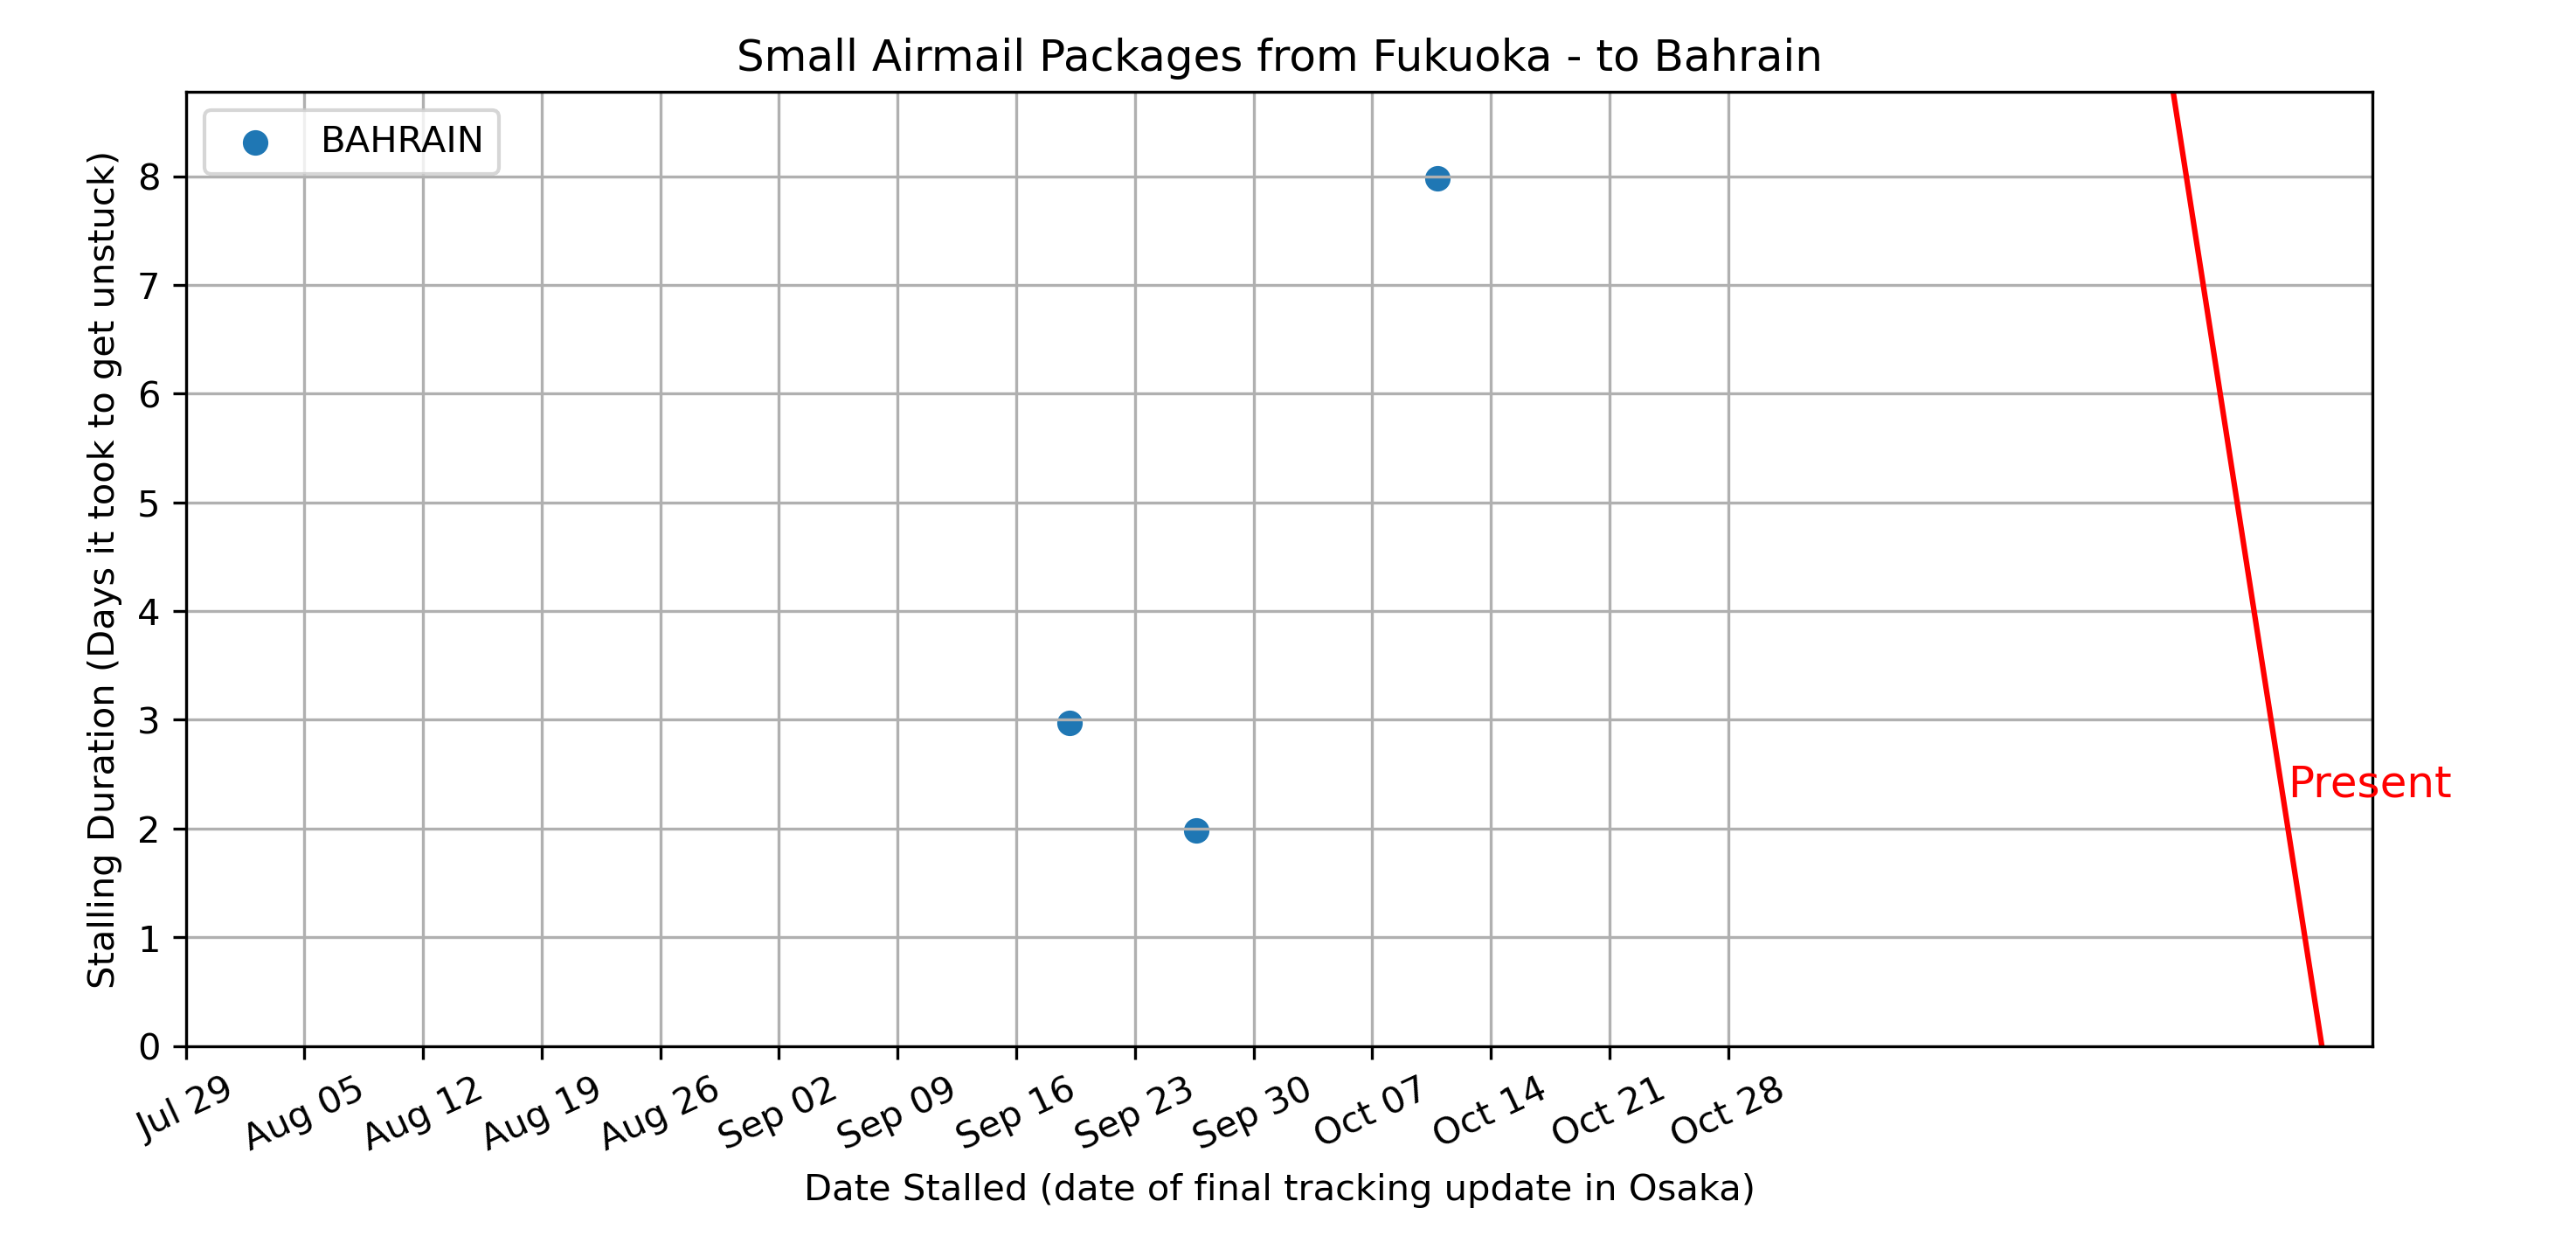 Small Airmail Packages from Fukuoka - to Bahrain
BAHRAIN
Stalling Duration (Days it took to get unstuck)
8
7
6
5
4
3
2
1
0
Present
Jul 29
Aug 05
Aug 12
Aug 19
Aug 26
Sep 02
Sep 09
Sep 16
Sep 23
Sep 30
Oct 07
Oct 14
Oct 21
Oct 28
Date Stalled (date of final tracking update in Osaka)